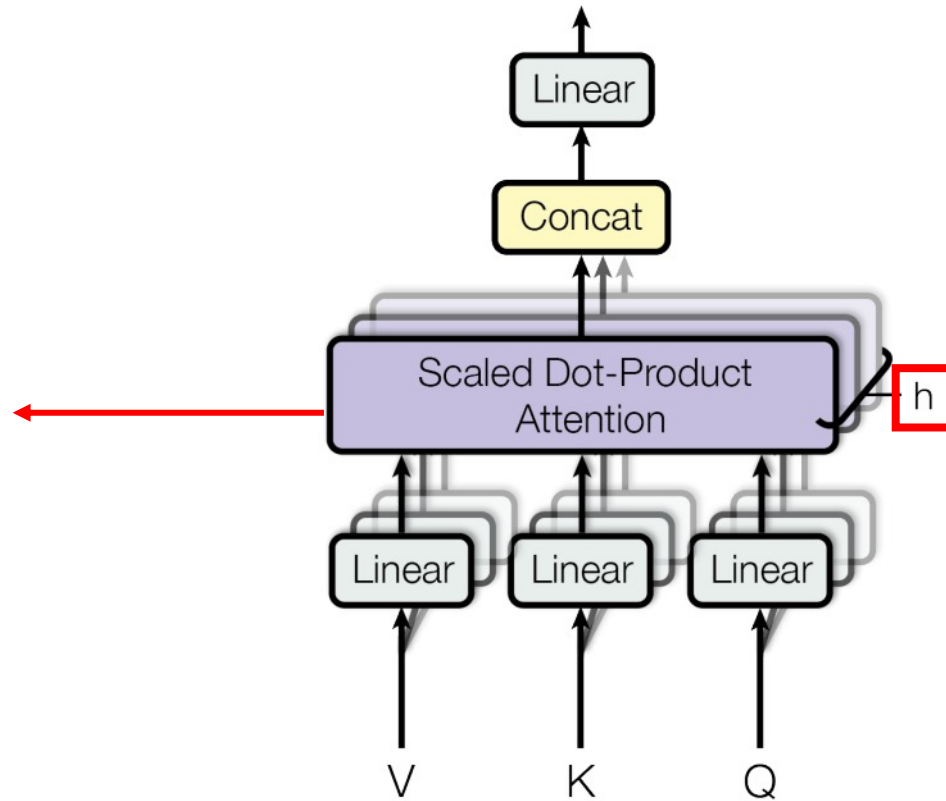 Linear
Concat
Scaled Dot-Product
Attention
h
Linear
Linear
Linear
V
K
Q